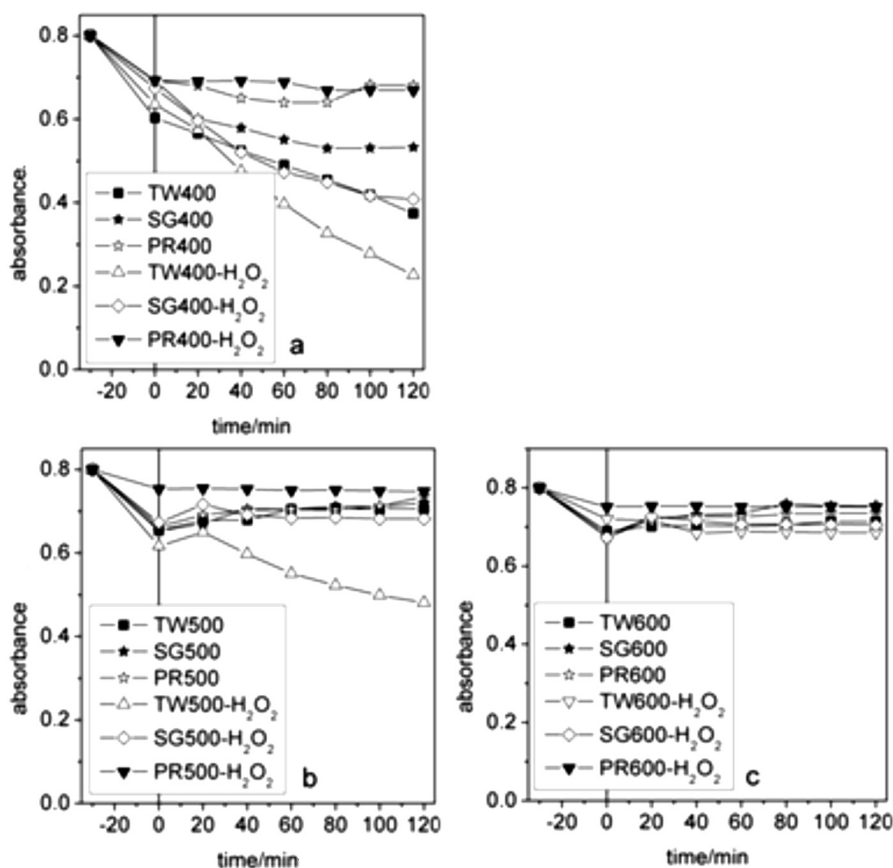 0.8
0.6
0.4
0.2
0.0
absorbance.
TW400
SG400
PR400
TW400-H₂O₂
SG400-H₂O₂
PR400-H₂O₂
a
-20 0 20 40 60 80 100 120
time/min
0.8
0.6
0.4
0.2
0.0
absorbance
TW500
SG500
PR500
TW500-H₂O₂
SG500-H₂O₂
PR500-H₂O₂
b
-20 0 20 40 60 80 100 120
time/min
0.8
0.6
0.4
0.2
0.0
absorbance
TW600
SG600
PR600
TW600-H₂O₂
SG600-H₂O₂
PR600-H₂O₂
c
-20 0 20 40 60 80 100 120
time/min